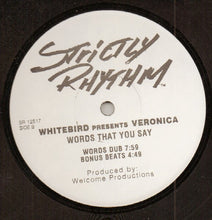 STRICTLY
RHYTHM
SR 12517
SIDE B
WHITEBIRD PRESENTS VERONICA
WORDS THAT YOU SAY
WORDS DUB 7:59
BONUS BEATS 4:49
Produced by:
Welcome Productions